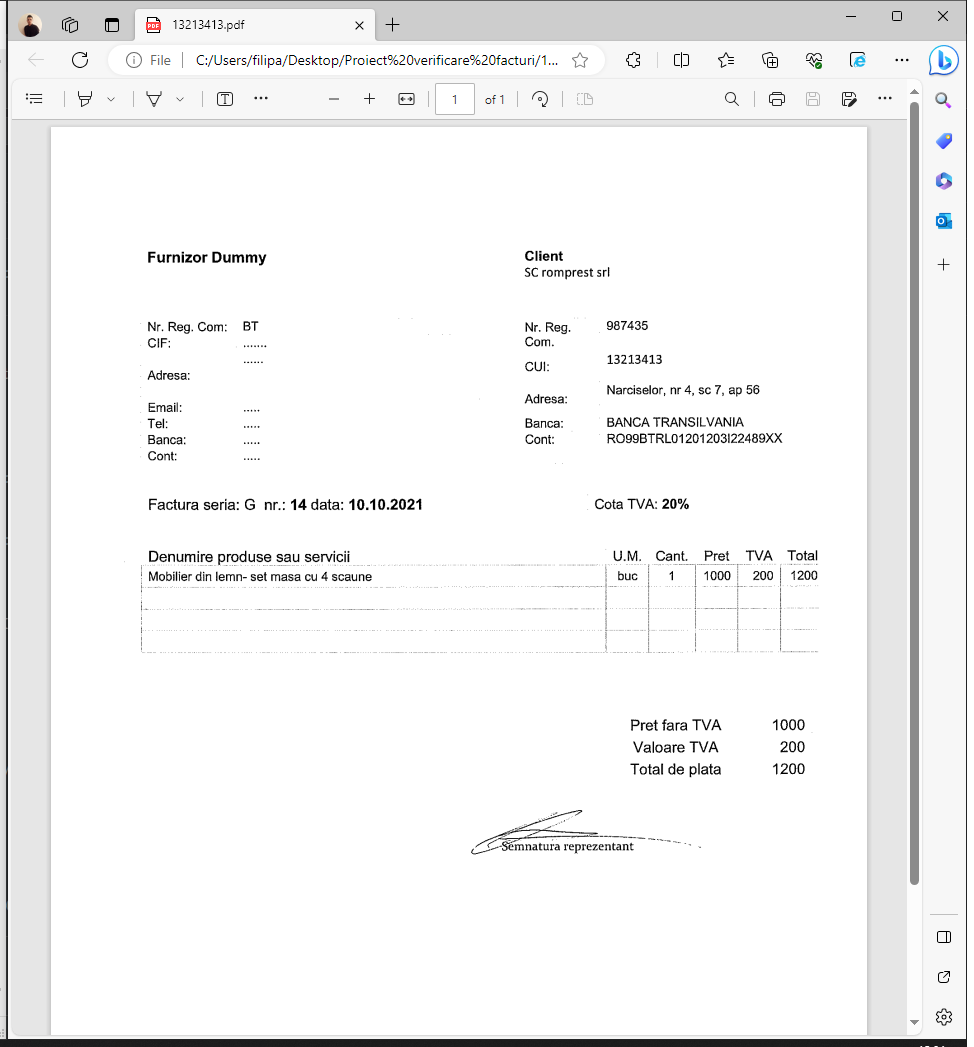 13213413.pdf
File
C:/Users/filipa/Desktop/Proiect%20verificare%20facturi/1...
1 of 1
Furnizor Dummy
Client
SC romprest srl
Nr. Reg. Com: BT
CIF: .......
......
Adresa:
Email: .....
Tel: .....
Banca: .....
Cont: .....
Nr. Reg. 987435
Com.
CUI: 13213413
Adresa: Narciselor, nr 4, sc 7, ap 56
Banca: BANCA TRANSILVANIA
Cont: RO99BTRL01201203I22489XX
Factura seria: G nr.: 14 data: 10.10.2021 Cota TVA: 20%
Denumire produse sau servicii U.M. Cant. Pret TVA Total
Mobilier din lemn- set masa cu 4 scaune buc 1 1000 200 1200
Pret fara TVA 1000
Valoare TVA 200
Total de plata 1200
Semnatura reprezentant